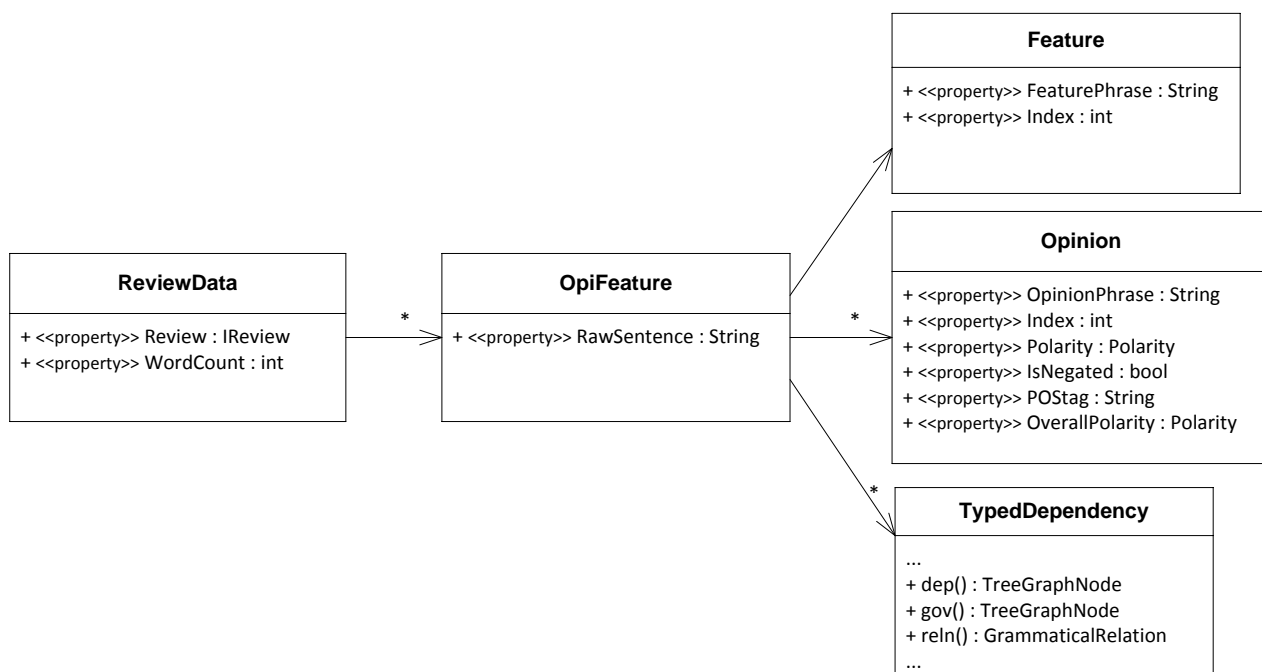 Feature
+ <<property>> FeaturePhrase : String
+ <<property>> Index : int
ReviewData
+ <<property>> Review : IReview
+ <<property>> WordCount : int
*
OpiFeature
+ <<property>> RawSentence : String
*
Opinion
+ <<property>> OpinionPhrase : String
+ <<property>> Index : int
+ <<property>> Polarity : Polarity
+ <<property>> IsNegated : bool
+ <<property>> POStag : String
+ <<property>> OverallPolarity : Polarity
*
TypedDependency
...
+ dep() : TreeGraphNode
+ gov() : TreeGraphNode
+ reln() : GrammaticalRelation
...